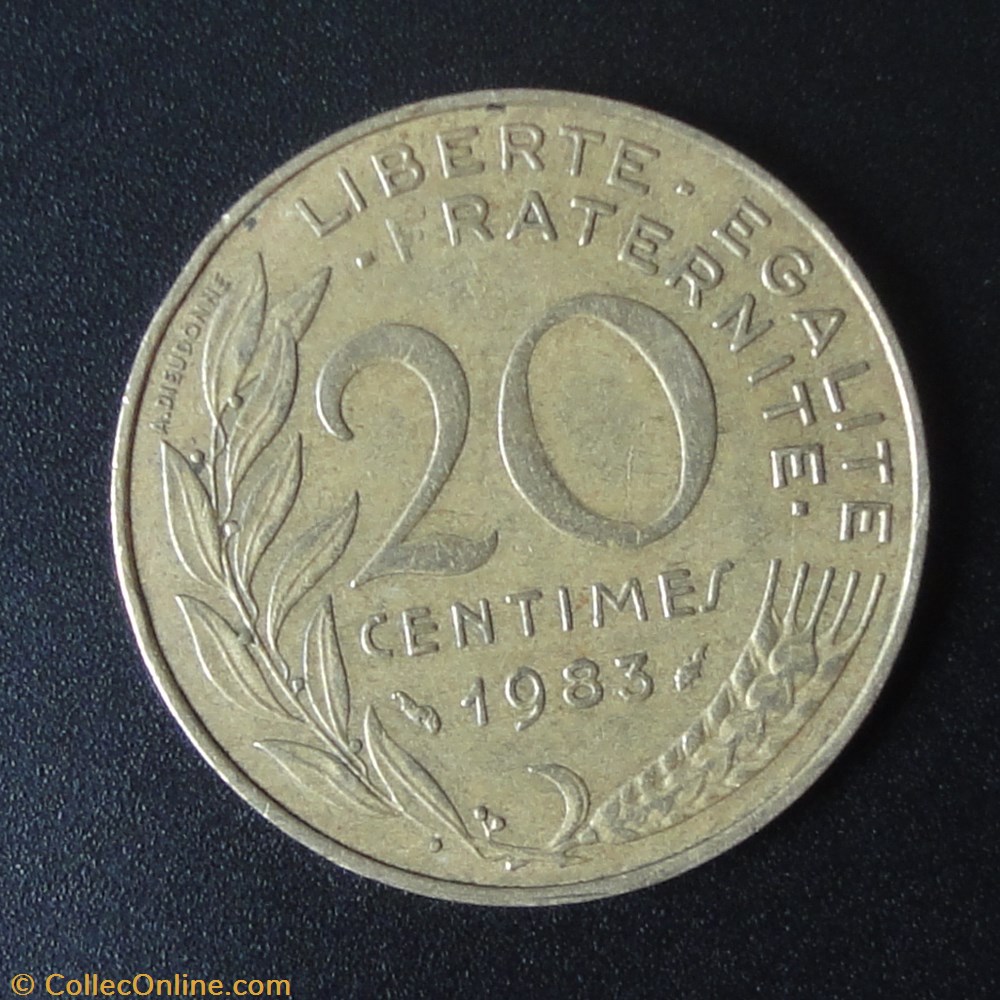 LIBERTE · EGALITE
· FRATERNITE ·
A.DIEUDONNE
20
CENTIMES
1983
© CollecOnline.com